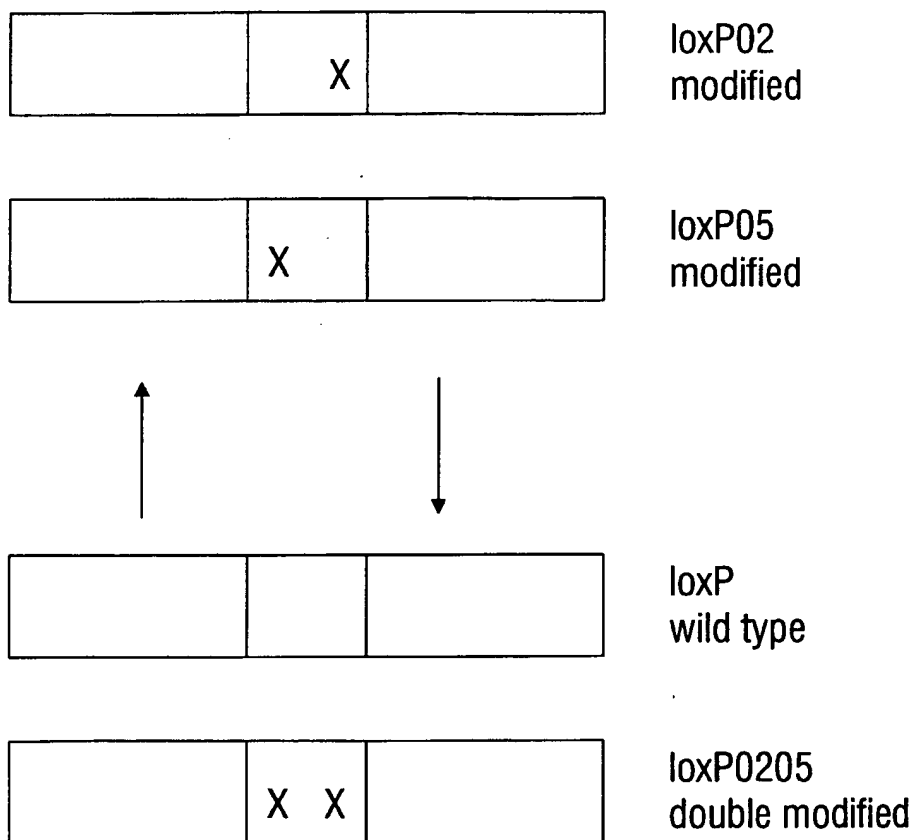 X
loxP02
modified
X
loxP05
modified
loxP
wild type
X X
loxP0205
double modified